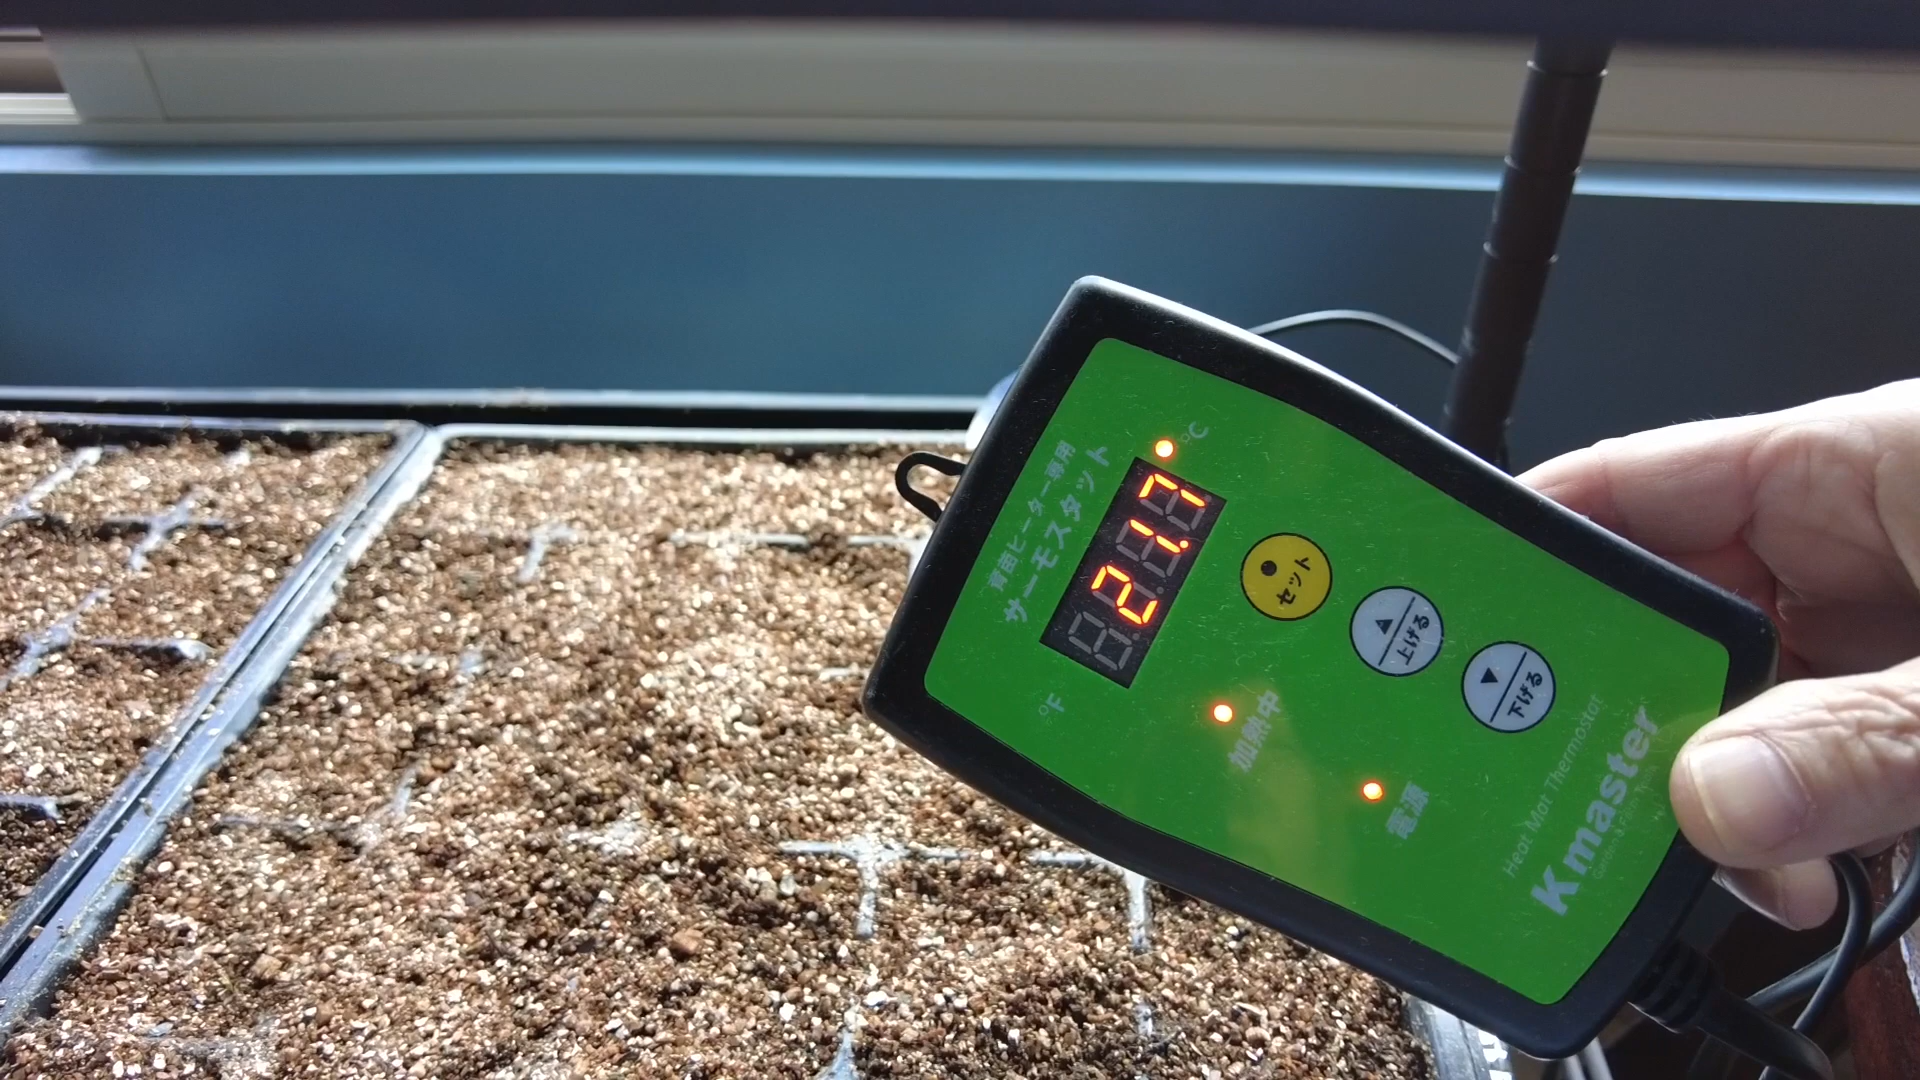 育苗ヒーター専用
サーモスタット
°C
21.7
°F
セット
▲
上げる
▼
下げる
加熱中
電源
Heat Mat Thermostat
Kmaster